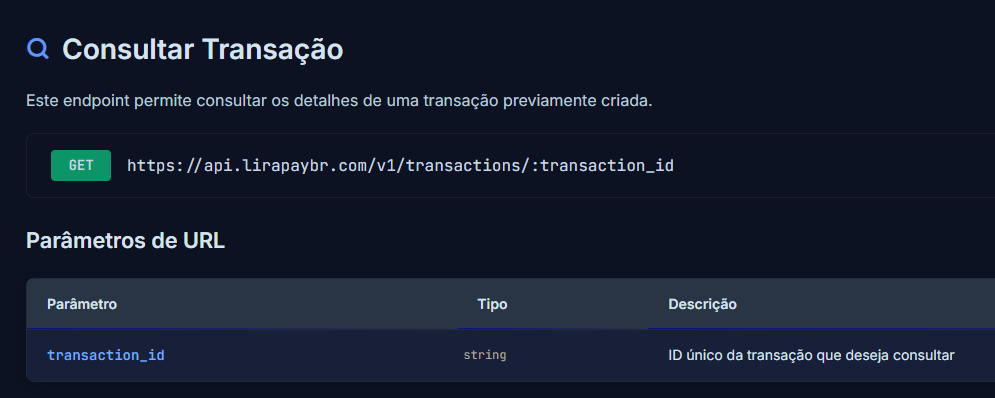 Consultar Transação
Este endpoint permite consultar os detalhes de uma transação previamente criada.
GET https://api.lirapaybr.com/v1/transactions/:transaction_id
Parâmetros de URL
Parâmetro Tipo Descrição
transaction_id string ID único da transação que deseja consultar